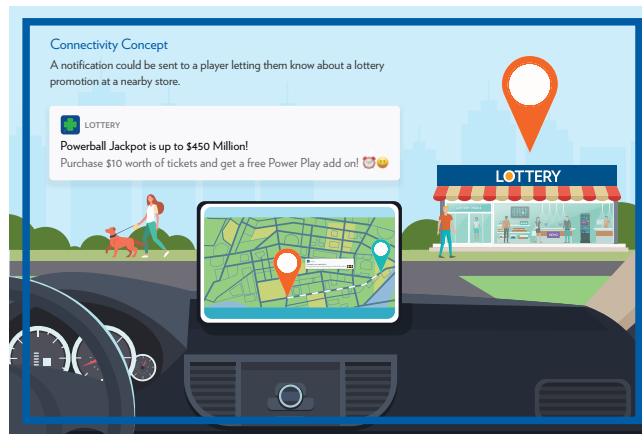 Connectivity Concept
A notification could be sent to a player letting them know about a lottery
promotion at a nearby store.
LOTTERY
Powerball Jackpot is up to $450 Million!
Purchase $10 worth of tickets and get a free Power Play add on! ⏰😀
LOTTERY